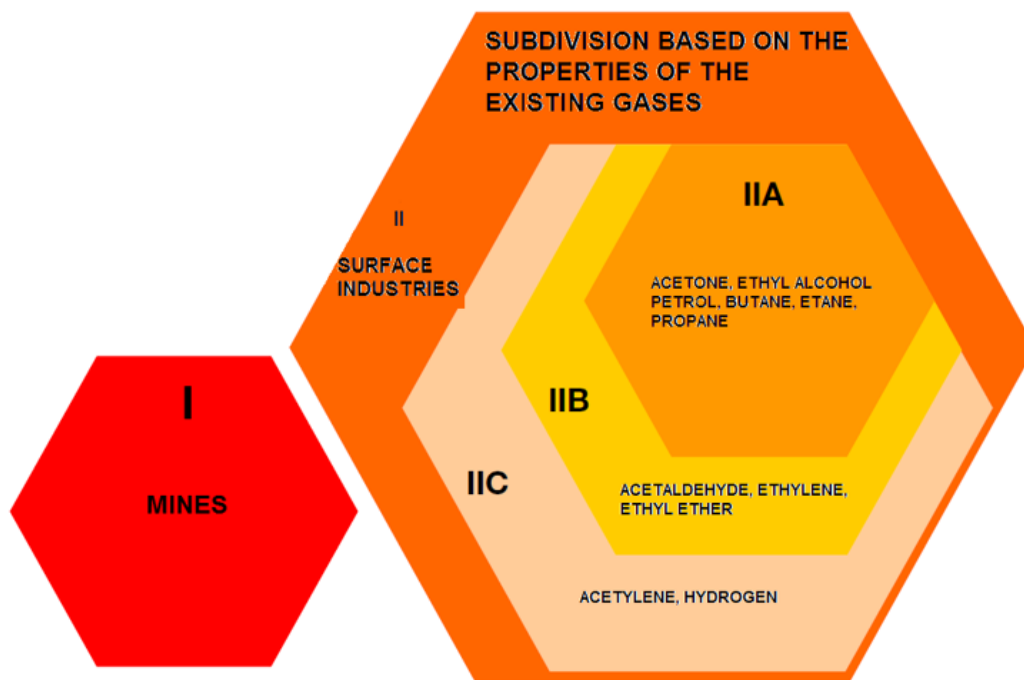 SUBDIVISION BASED ON THE
PROPERTIES OF THE
EXISTING GASES
IIA
II
SURFACE
INDUSTRIES
ACETONE, ETHYL ALCOHOL
PETROL, BUTANE, ETANE,
PROPANE
I
IIB
MINES
IIC
ACETALDEHYDE, ETHYLENE,
ETHYL ETHER
ACETYLENE, HYDROGEN